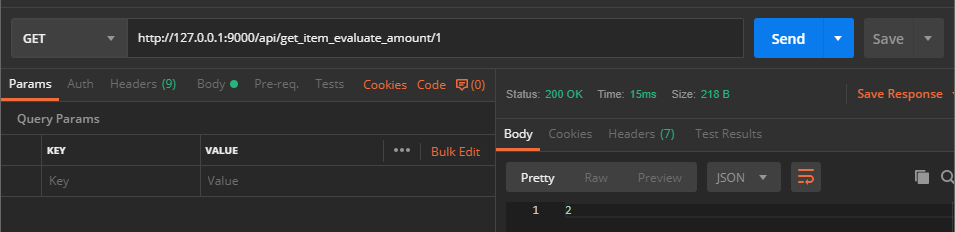 GET http://127.0.0.1:9000/api/get_item_evaluate_amount/1 Send Save
Params Auth Headers (9) Body Pre-req. Tests Cookies Code (0)
Status: 200 OK Time: 15ms Size: 218 B Save Response
Query Params
Body Cookies Headers (7) Test Results
KEY VALUE ••• Bulk Edit
Key Value
Pretty Raw Preview JSON
1 2